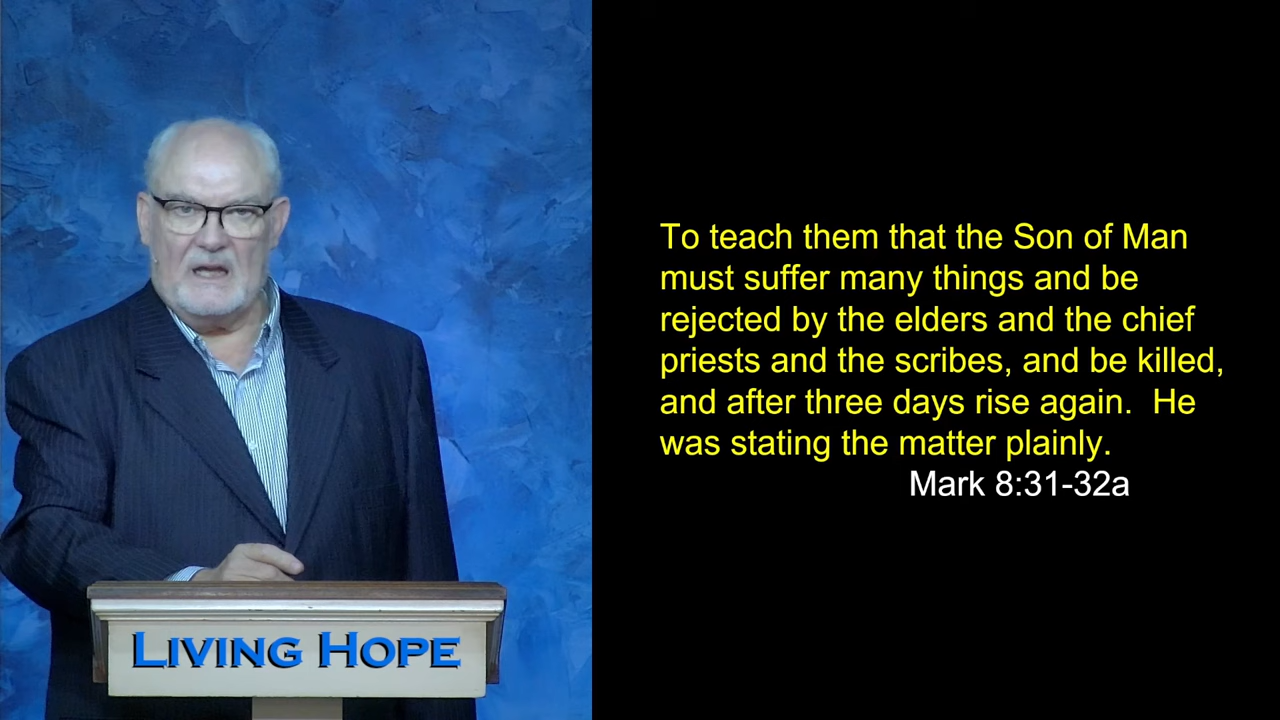 LIVING HOPE
To teach them that the Son of Man
must suffer many things and be
rejected by the elders and the chief
priests and the scribes, and be killed,
and after three days rise again.  He
was stating the matter plainly.
Mark 8:31-32a